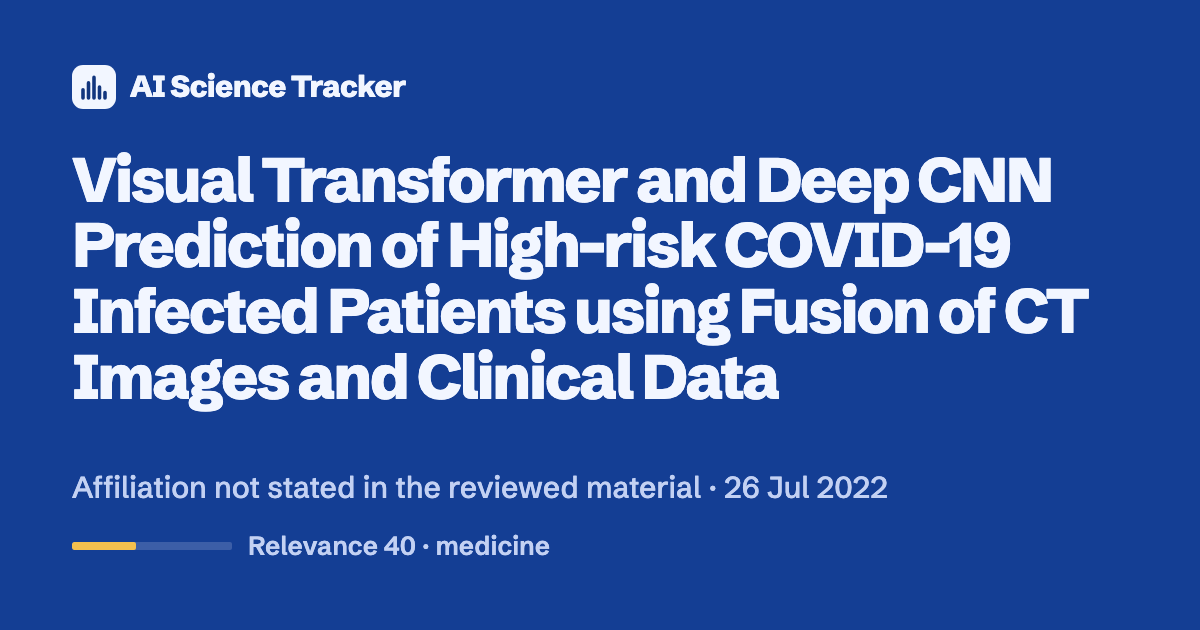 AI Science Tracker
Visual Transformer and Deep CNN
Prediction of High-risk COVID-19
Infected Patients using Fusion of CT
Images and Clinical Data
Affiliation not stated in the reviewed material · 26 Jul 2022
Relevance 40 · medicine